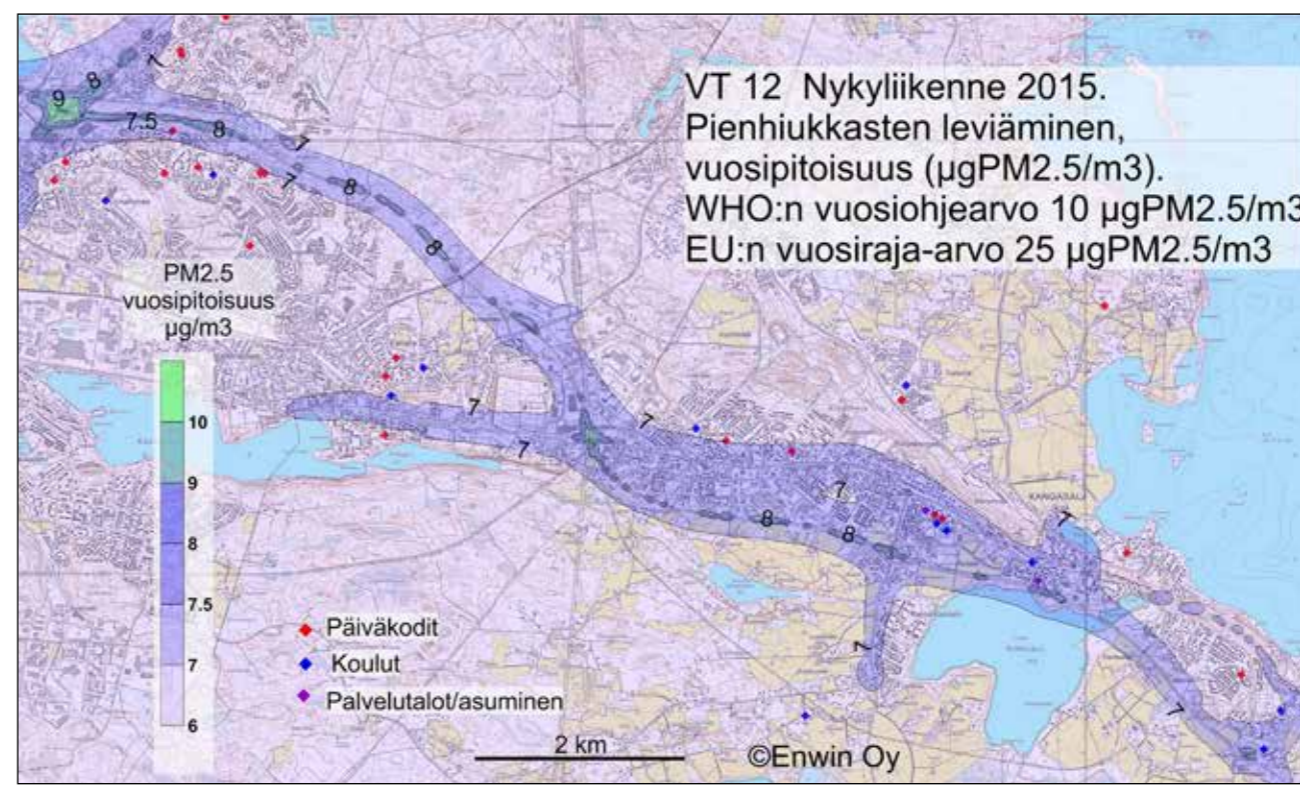 VT 12 Nykyliikenne 2015.
Pienhiukkasten leviäminen,
vuosipitoisuus (µgPM2.5/m3).
WHO:n vuosiohjearvo 10 µgPM2.5/m3
EU:n vuosiraja-arvo 25 µgPM2.5/m3
7
8
9
7.5
8
7
7
8
8
PM2.5
vuosipitoisuus
µg/m3
10
9
8
7.5
7
6
7
7
7
7
8
8
KANGASALA
7
7
7
Päiväkodit
Koulut
Palvelutalot/asuminen
2 km
©Enwin Oy